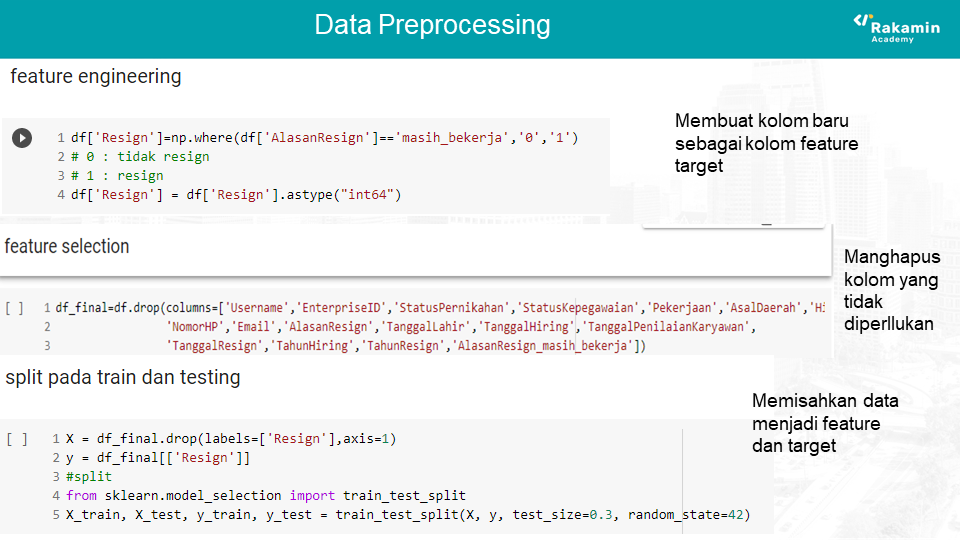 Data Preprocessing
Rakamin
Academy
feature engineering
1 df['Resign']=np.where(df['AlasanResign']=='masih_bekerja','0','1')
2 # 0 : tidak resign
3 # 1 : resign
4 df['Resign'] = df['Resign'].astype("int64")
Membuat kolom baru
sebagai kolom feature
target
feature selection
[ ] 1 df_final=df.drop(columns=['Username','EnterpriseID','StatusPernikahan','StatusKepegawaian','Pekerjaan','AsalDaerah','Hi
2 'NomorHP','Email','AlasanResign','TanggalLahir','TanggalHiring','TanggalPenilaianKaryawan',
3 'TanggalResign','TahunHiring','TahunResign','AlasanResign_masih_bekerja'])
Manghapus
kolom yang
tidak
diperllukan
split pada train dan testing
[ ] 1 X = df_final.drop(labels=['Resign'],axis=1)
2 y = df_final[['Resign']]
3 #split
4 from sklearn.model_selection import train_test_split
5 X_train, X_test, y_train, y_test = train_test_split(X, y, test_size=0.3, random_state=42)
Memisahkan data
menjadi feature
dan target